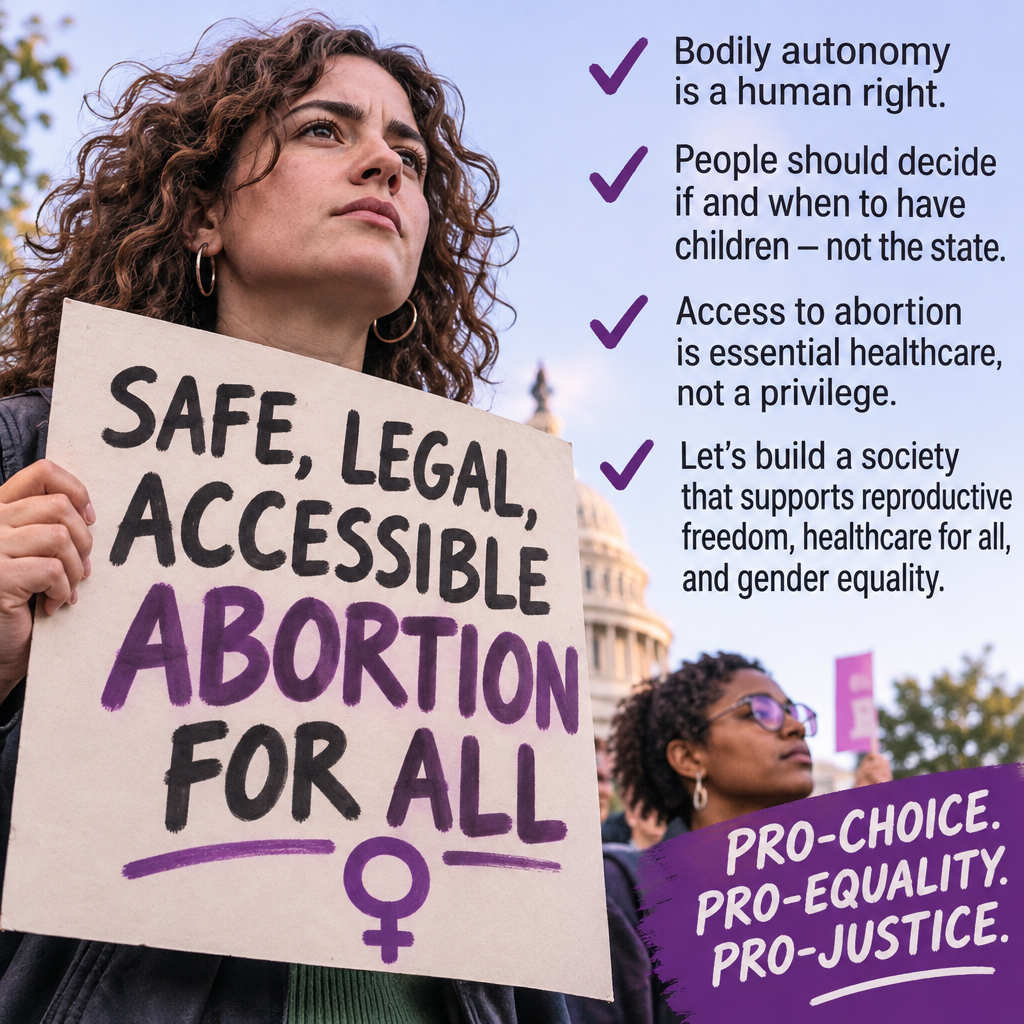 SAFE, LEGAL,
ACCESSIBLE
ABORTION
FOR ALL
Bodily autonomy
is a human right.
People should decide
if and when to have
children – not the state.
Access to abortion
is essential healthcare,
not a privilege.
Let's build a society
that supports reproductive
freedom, healthcare for all,
and gender equality.
PRO-CHOICE.
PRO-EQUALITY.
PRO-JUSTICE.